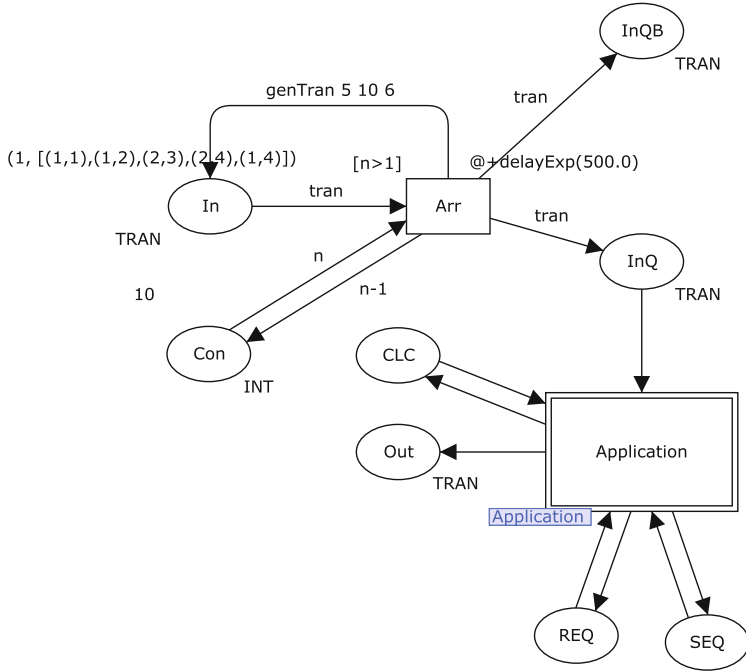 InQB
TRAN
genTran 5 10 6
tran
(1, [(1,1),(1,2),(2,3),(2,4),(1,4)])
[n>1]
@+delayExp(500.0)
In
tran
Arr
tran
TRAN
InQ
n
TRAN
10
n-1
Con
CLC
INT
Out
Application
TRAN
Application
REQ
SEQ